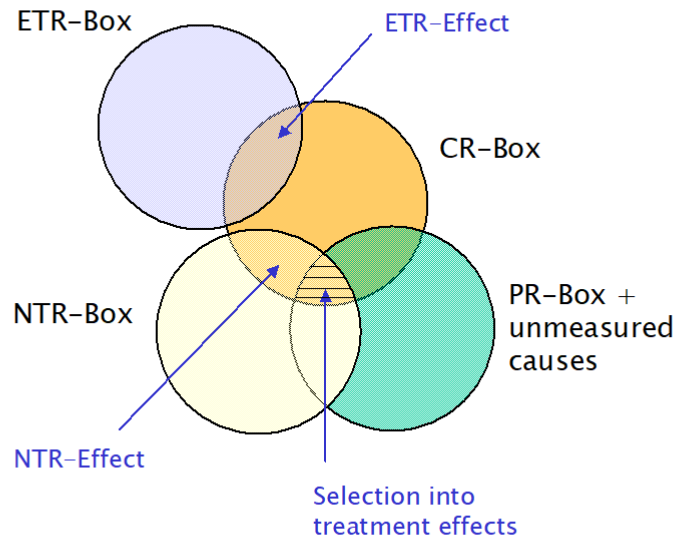 ETR-Box
ETR-Effect
CR-Box
NTR-Box
PR-Box +
unmeasured
causes
NTR-Effect
Selection into
treatment effects